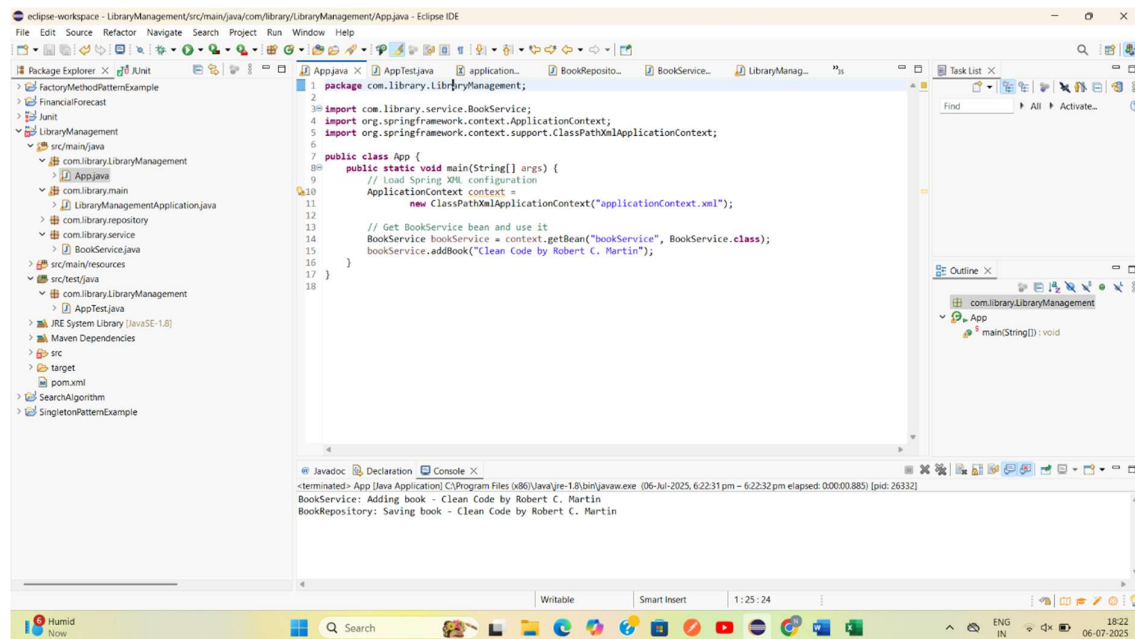 eclipse-workspace - LibraryManagement/src/main/java/com/library/LibraryManagement/App.java - Eclipse IDE
File Edit Source Refactor Navigate Search Project Run Window Help
Package Explorer JUnit
FactoryMethodPatternExample
FinancialForecast
Junit
LibraryManagement
src/main/java
com.library.LibraryManagement
App.java
com.library.main
LibraryManagementApplication.java
com.library.repository
com.library.service
BookService.java
src/main/resources
src/test/java
com.library.LibraryManagement
AppTest.java
JRE System Library [JavaSE-1.8]
Maven Dependencies
src
target
pom.xml
SearchAlgorithm
SingletonPatternExample
App.java AppTest.java application... BookReposito... BookService... LibraryManag... »35
1 package com.library.LibraryManagement;
2
3 import com.library.service.BookService;
4 import org.springframework.context.ApplicationContext;
5 import org.springframework.context.support.ClassPathXmlApplicationContext;
6
7 public class App {
8 public static void main(String[] args) {
9 // Load Spring XML configuration
10 ApplicationContext context =
11 new ClassPathXmlApplicationContext("applicationContext.xml");
12
13 // Get BookService bean and use it
14 BookService bookService = context.getBean("bookService", BookService.class);
15 bookService.addBook("Clean Code by Robert C. Martin");
16 }
17 }
18
Task List
Find All Activate...
Outline
com.library.LibraryManagement
App
main(String[]) : void
Javadoc Declaration Console
<terminated> App [Java Application] C:\Program Files (x86)\Java\jre-1.8\bin\javaw.exe (06-Jul-2025, 6:22:31 pm – 6:22:32 pm elapsed: 0:00:00.885) [pid: 26332]
BookService: Adding book - Clean Code by Robert C. Martin
BookRepository: Saving book - Clean Code by Robert C. Martin
Writable Smart Insert 1 : 25 : 24
6 Humid
Now
Search
ENG
IN
18:22
06-07-2025